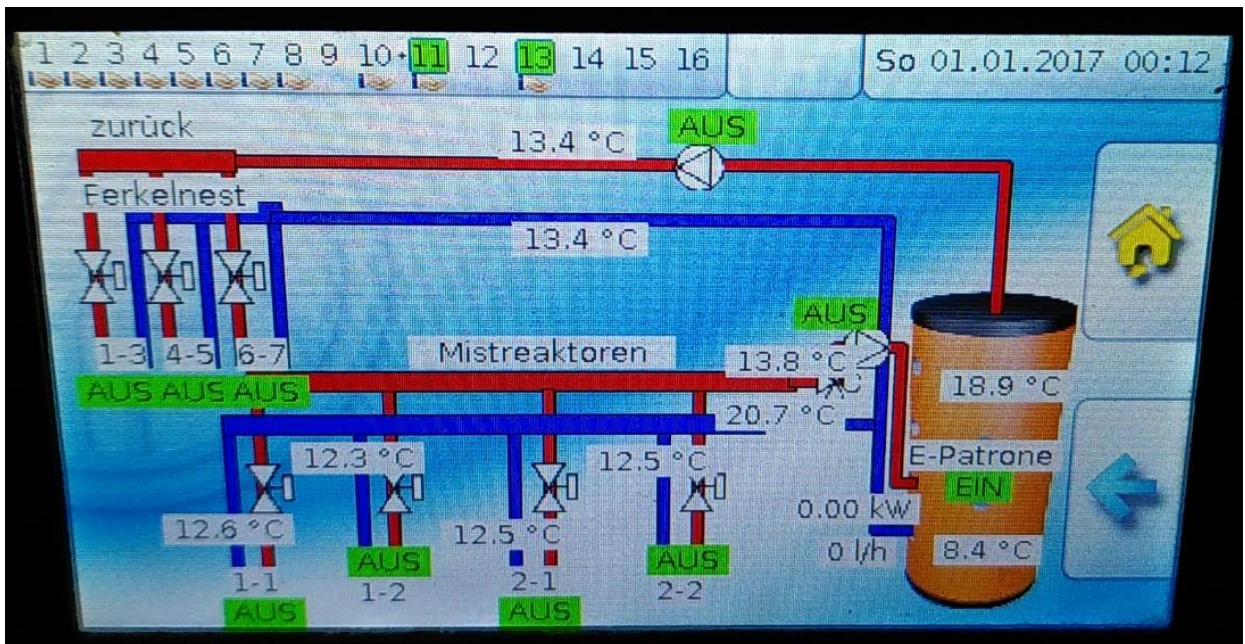 1 2 3 4 5 6 7 8 9 10 11 12 13 14 15 16
So 01.01.2017 00:12
zurück
13.4 °C
AUS
Ferkelnest
13.4 °C
AUS
1-3 4-5 6-7
Mistreaktoren
13.8 °C
AUS AUS AUS
18.9 °C
20.7 °C
12.3 °C
12.5 °C
E-Patrone
EIN
0.00 kW
12.6 °C
12.5 °C
0 l/h
8.4 °C
AUS
AUS
1-1
1-2
2-1
2-2
AUS
AUS